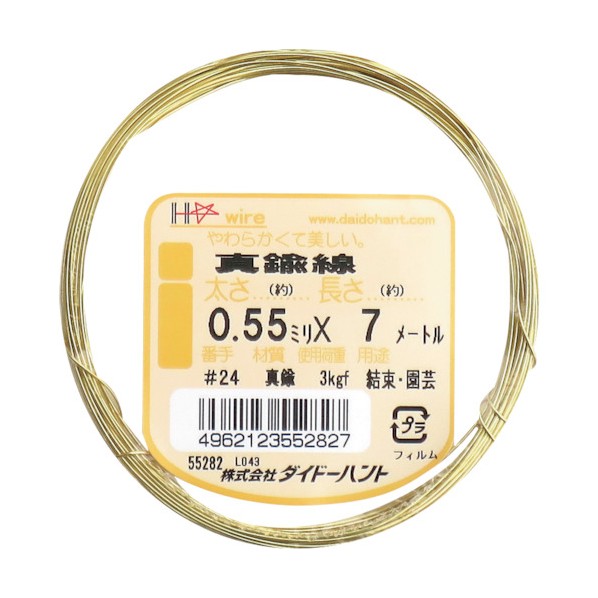 H☆ wire www.daidohant.com
やわらかくて美しい。
真鍮線
太さ........(約) 長さ........(約)
0.55ミリX 7 メートル
番手 材質 使用荷重 用途
#24 真鍮 3kgf 結束・園芸
4962123552827
プラ
フィルム
55282 L043
株式会社ダイドーハント